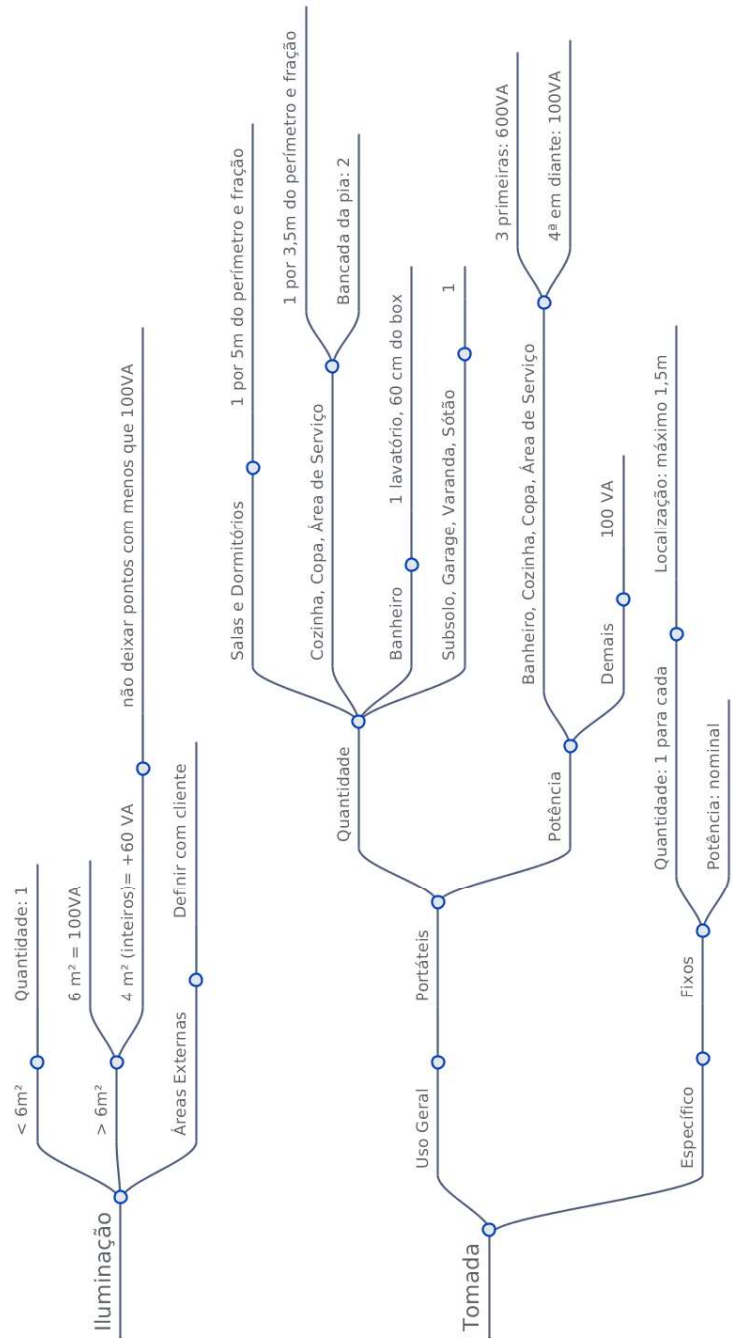 Iluminação
< 6m²
Quantidade: 1
> 6m²
6 m² = 100VA
4 m² (inteiros)= +60 VA
não deixar pontos com menos que 100VA
Áreas Externas
Definir com cliente
Tomada
Uso Geral
Portáteis
Quantidade
Salas e Dormitórios
1 por 5m do perímetro e fração
Cozinha, Copa, Área de Serviço
1 por 3,5m do perímetro e fração
Bancada da pia: 2
Banheiro
1 lavatório, 60 cm do box
Subsolo, Garage, Varanda, Sótão
1
Potência
Banheiro, Cozinha, Copa, Área de Serviço
3 primeiras: 600VA
4ª em diante: 100VA
Demais
100 VA
Específico
Fixos
Quantidade: 1 para cada
Localização: máximo 1,5m
Potência: nominal